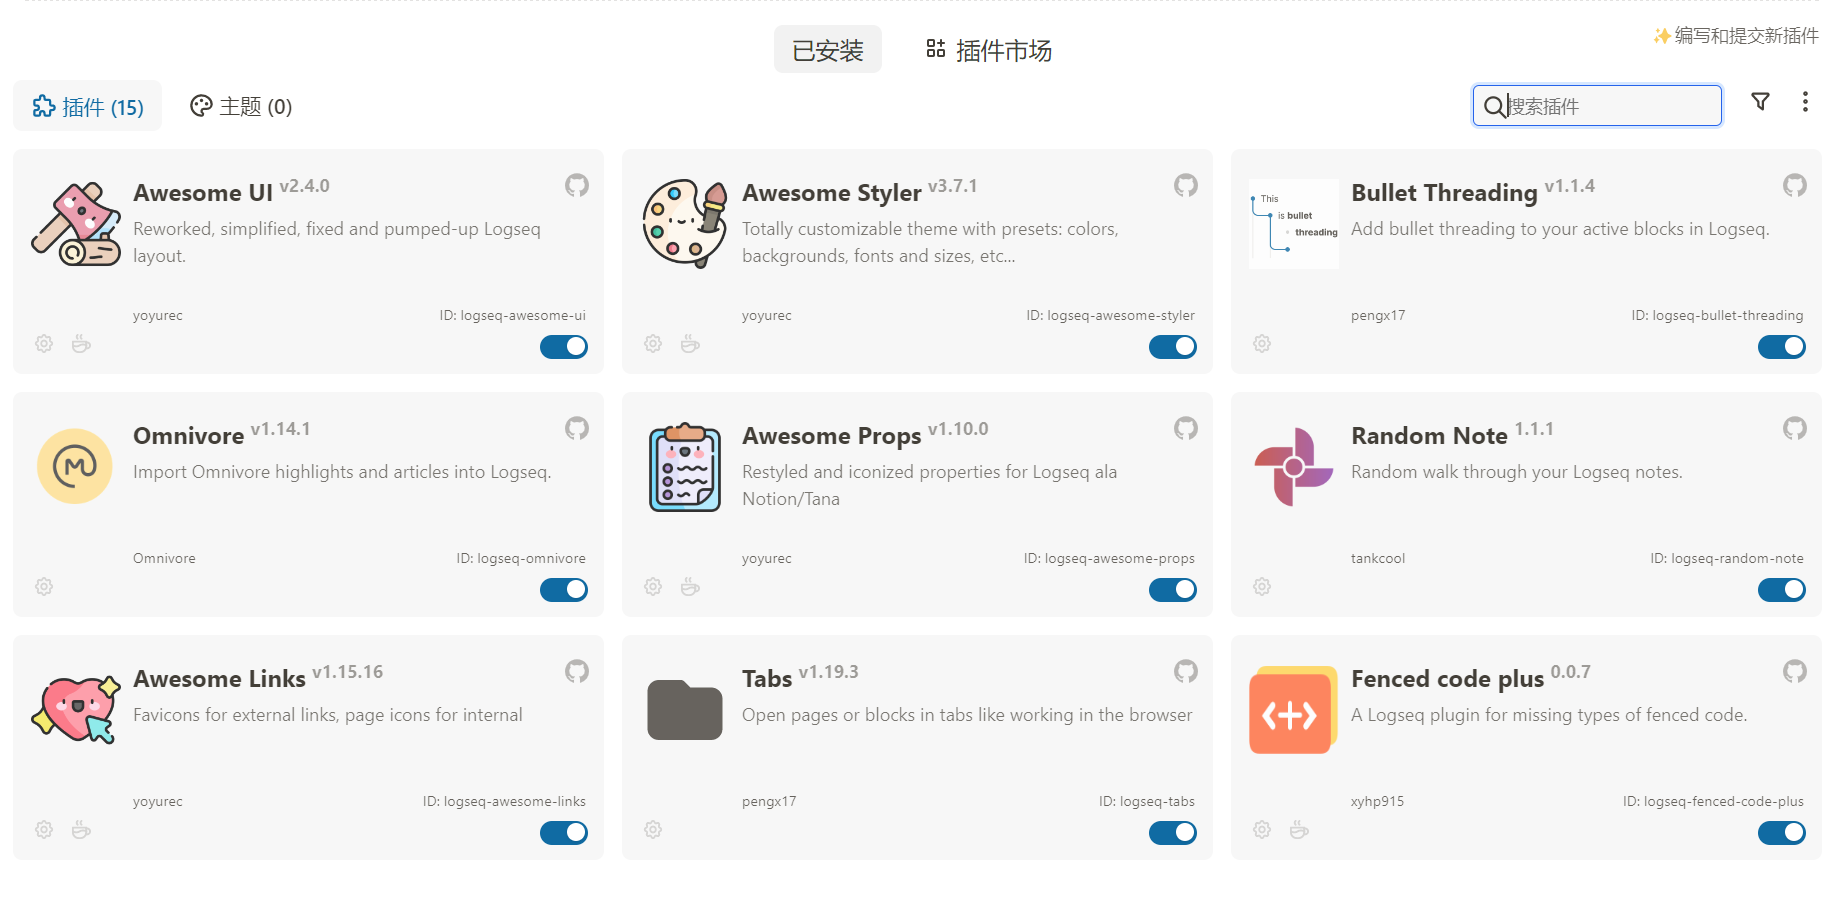 已安装
插件市场
✨编写和提交新插件
插件 (15)
主题 (0)
搜索插件
Awesome UI v2.4.0
Reworked, simplified, fixed and pumped-up Logseq
layout.
yoyurec
ID: logseq-awesome-ui
Awesome Styler v3.7.1
Totally customizable theme with presets: colors,
backgrounds, fonts and sizes, etc...
yoyurec
ID: logseq-awesome-styler
This
is bullet
threading
Bullet Threading v1.1.4
Add bullet threading to your active blocks in Logseq.
pengx17
ID: logseq-bullet-threading
Omnivore v1.14.1
Import Omnivore highlights and articles into Logseq.
Omnivore
ID: logseq-omnivore
Awesome Props v1.10.0
Restyled and iconized properties for Logseq ala
Notion/Tana
yoyurec
ID: logseq-awesome-props
Random Note 1.1.1
Random walk through your Logseq notes.
tankcool
ID: logseq-random-note
Awesome Links v1.15.16
Favicons for external links, page icons for internal
yoyurec
ID: logseq-awesome-links
Tabs v1.19.3
Open pages or blocks in tabs like working in the browser
pengx17
ID: logseq-tabs
Fenced code plus 0.0.7
A Logseq plugin for missing types of fenced code.
xyhp915
ID: logseq-fenced-code-plus